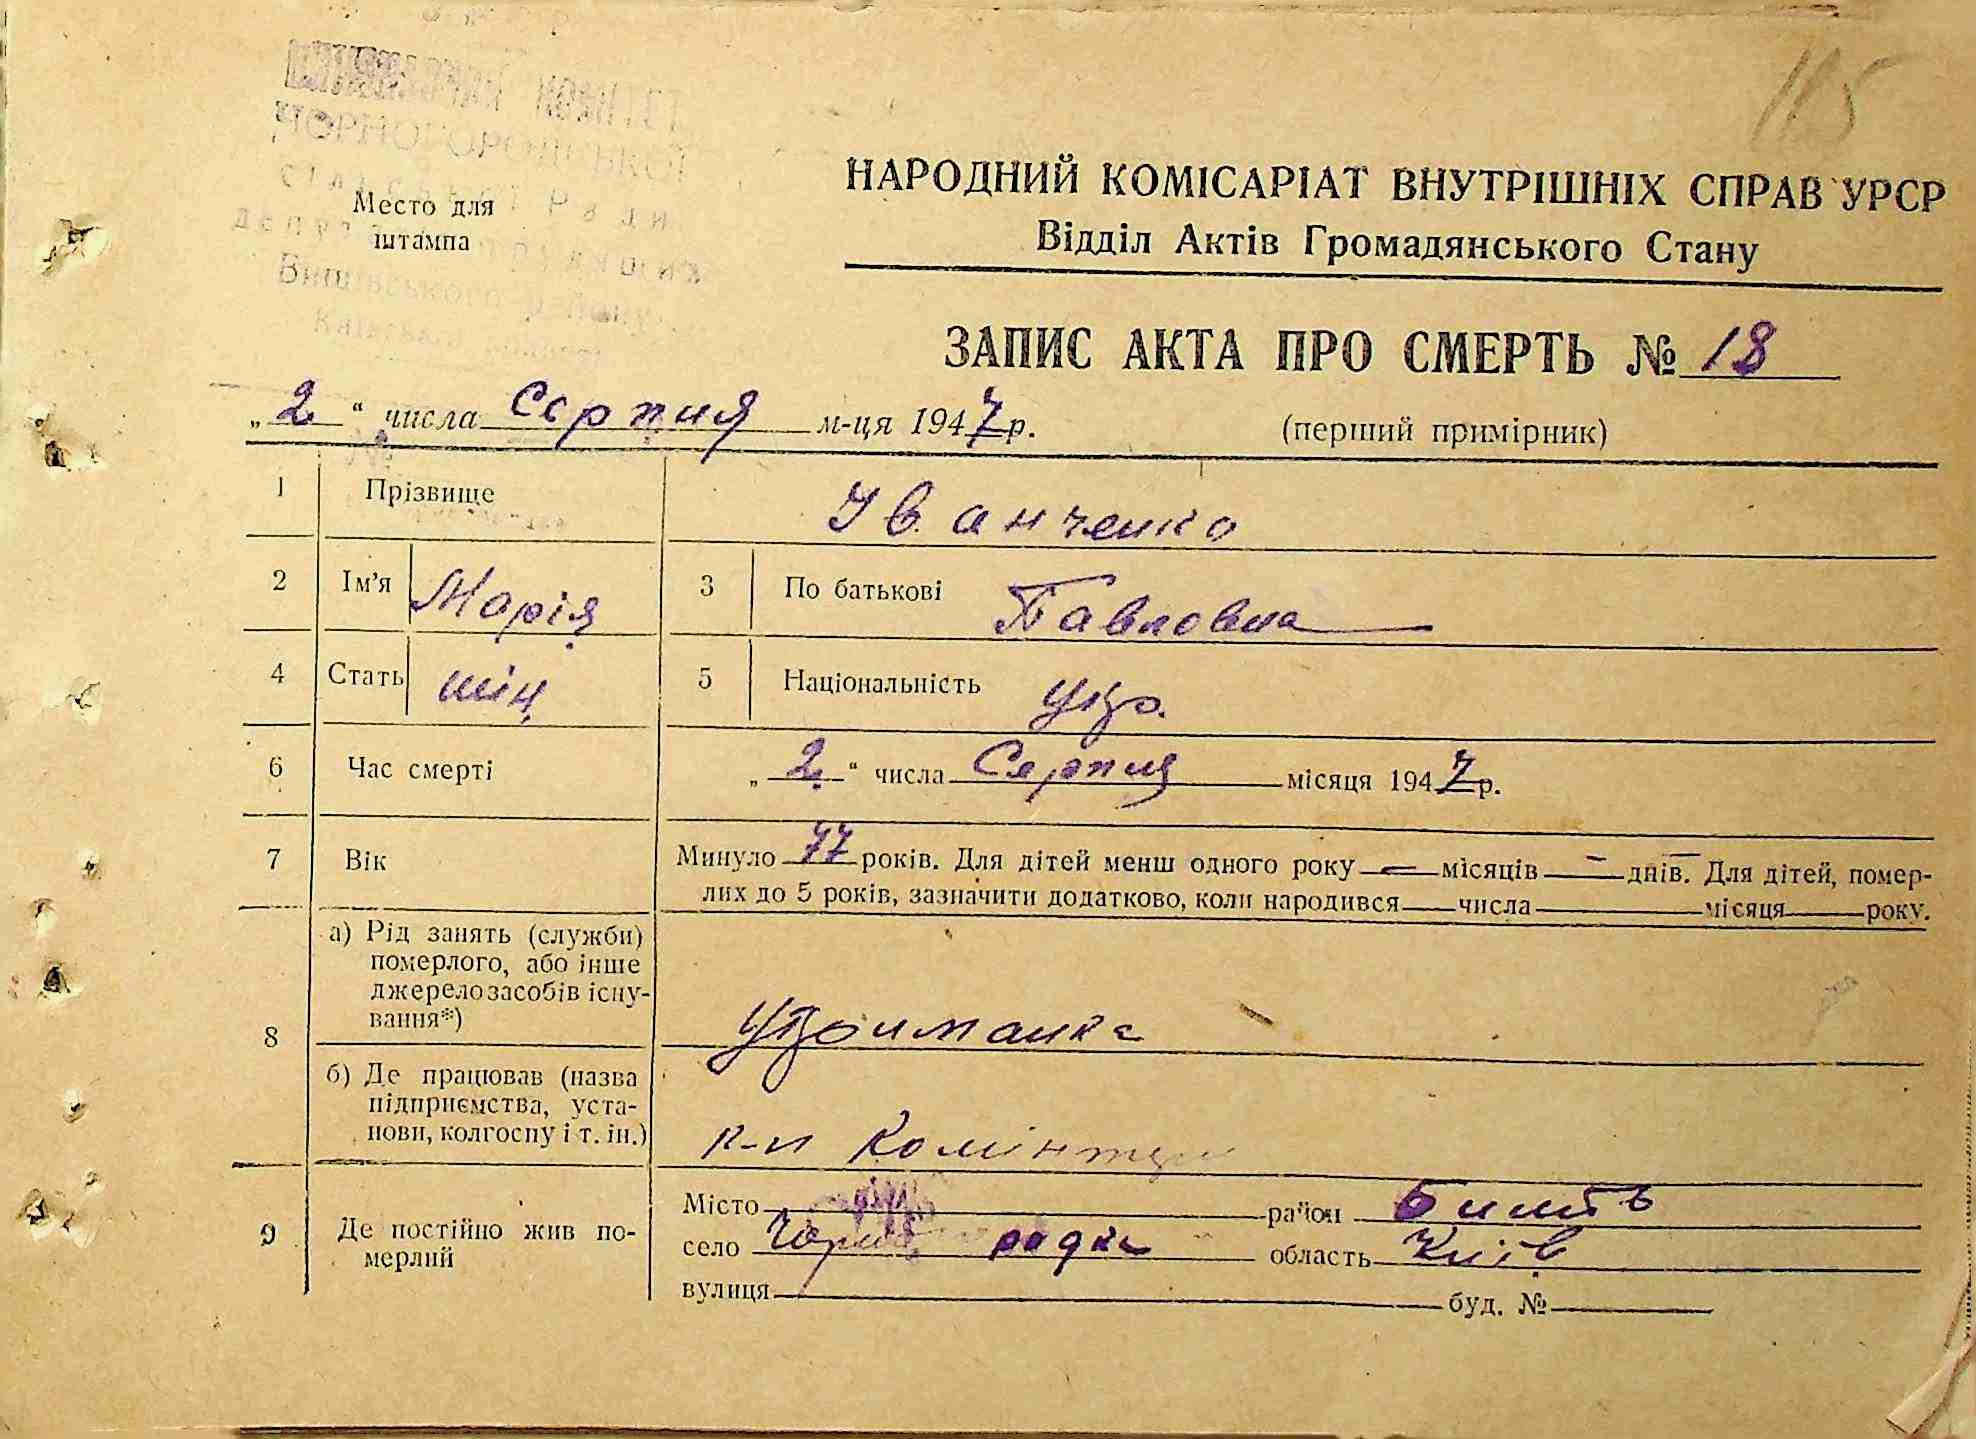 115
ВИКОНАВЧИЙ КОМІТЕТ
ЧОРНОГОРОДСЬКОЇ
Место для
штампа
НАРОДНИЙ КОМІСАРІАТ ВНУТРІШНІХ СПРАВ УРСР
Відділ Актів Громадянського Стану
ЗАПИС АКТА ПРО СМЕРТЬ № 18
„2“ числа Серпня м-ця 1947 р. (перший примірник)
1 Прізвище Іванченко
2 Ім'я Марія 3 По батькові Павловна
4 Стать жін 5 Національність укр.
6 Час смерті „2“ числа Серпня місяця 1947 р.
7 Вік Минуло 77 років. Для дітей менш одного року — місяців — днів. Для дітей, помер-
лих до 5 років, зазначити додатково, коли народився числа місяця року.
8 а) Рід занять (служби)
померлого, або інше
джерело засобів існу-
вання*) утриманка
б) Де працював (назва
підприємства, уста-
нови, колгоспу і т. ін.) к-п Комінтерн
9 Де постійно жив по-
мерлий
Місто район
село область Київ
вулиця буд. №